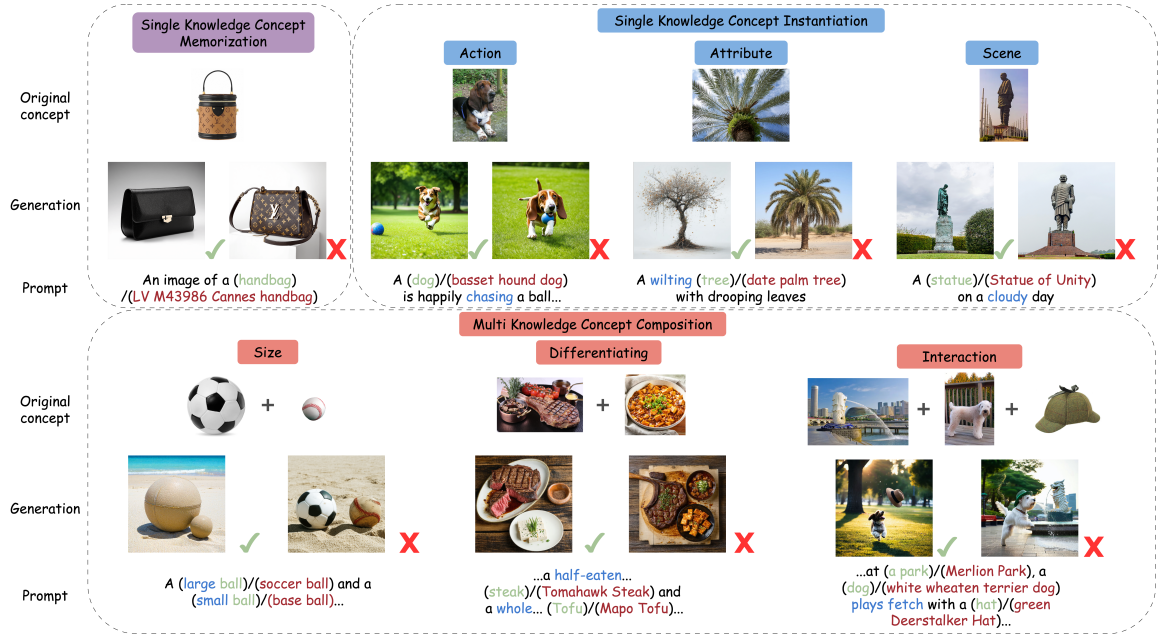 Single Knowledge Concept
Memorization
Single Knowledge Concept Instantiation
Action
Attribute
Scene
Original
concept
Generation
Prompt
An image of a (handbag)
/(LV M43986 Cannes handbag)
A (dog)/(basset hound dog)
is happily chasing a ball...
A wilting (tree)/(date palm tree)
with drooping leaves
A (statue)/(Statue of Unity)
on a cloudy day
Multi Knowledge Concept Composition
Size
Differentiating
Interaction
Original
concept
+
+
+
+
Generation
Prompt
A (large ball)/(soccer ball) and a
(small ball)/(base ball)...
...a half-eaten...
(steak)/(Tomahawk Steak) and
a whole... (Tofu)/(Mapo Tofu)...
...at (a park)/(Merlion Park), a
(dog)/(white wheaten terrier dog)
plays fetch with a (hat)/(green
Deerstalker Hat)...